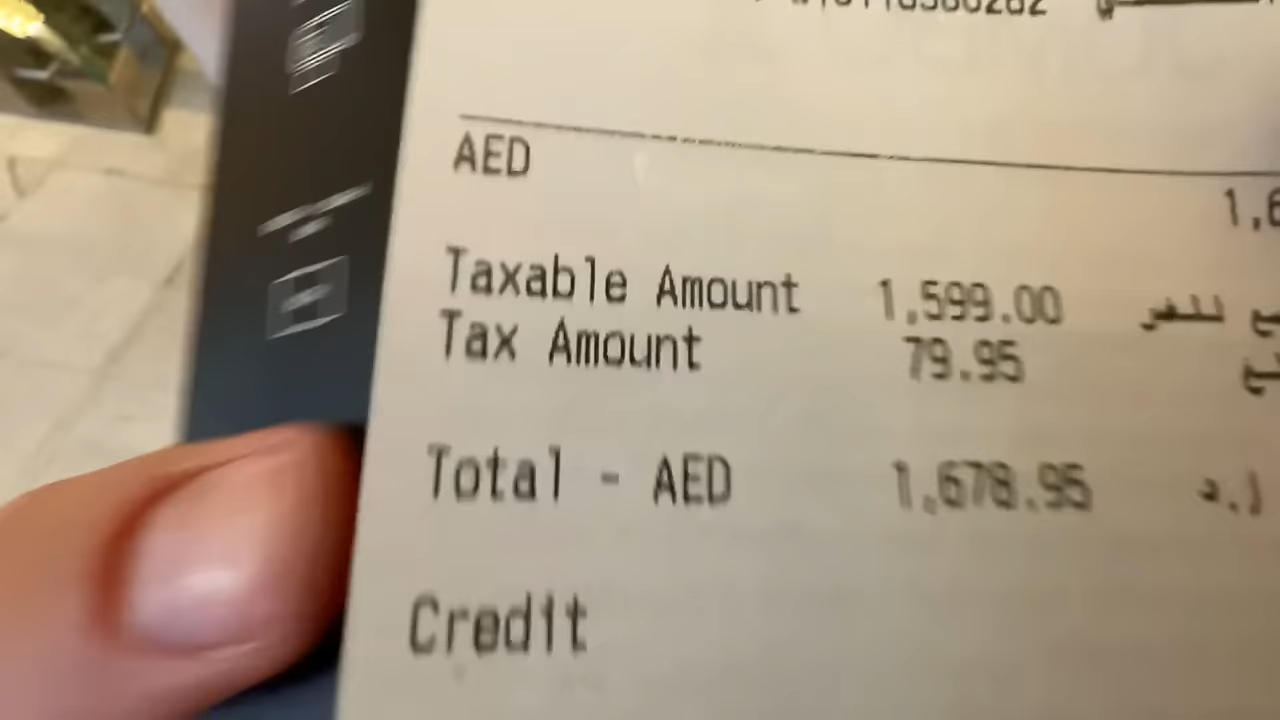 AED
Taxable Amount 1,599.00
Tax Amount 79.95
Total - AED 1,678.95 د.إ
Credit